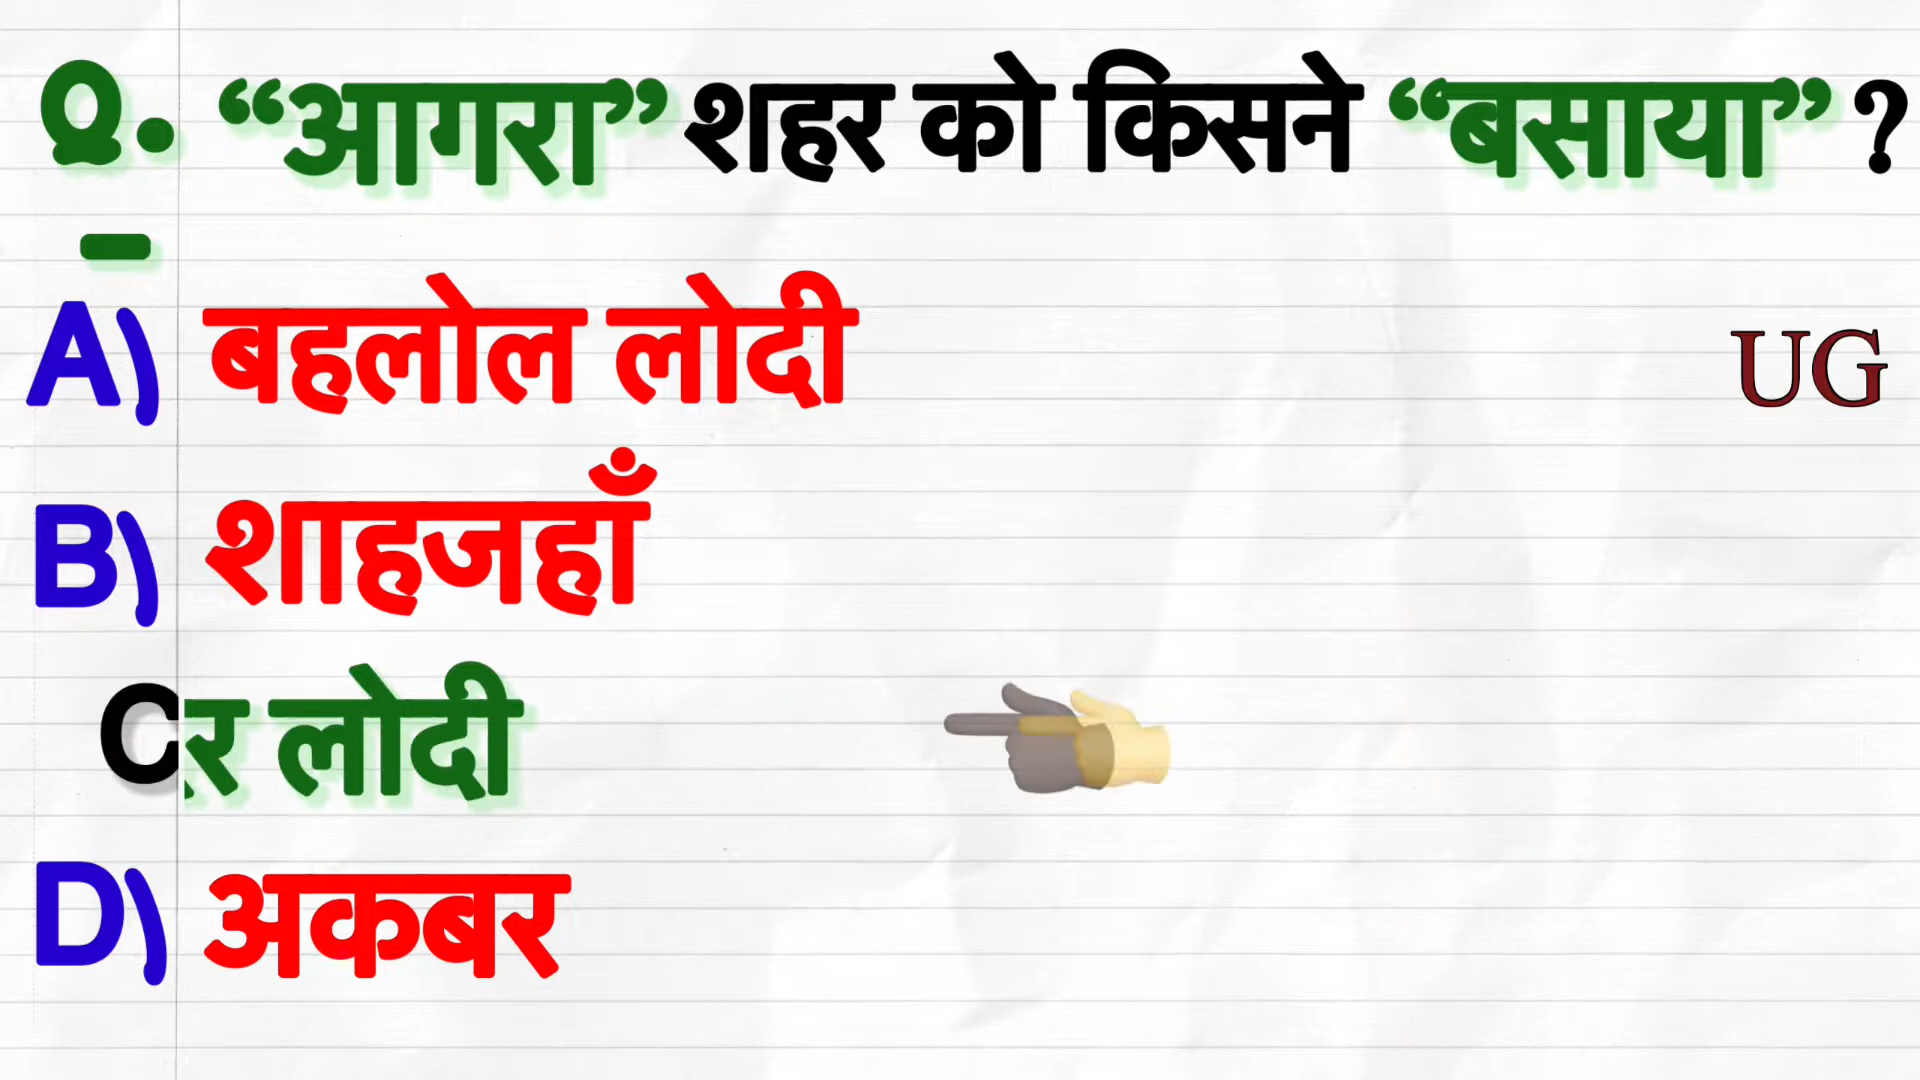 Q. “आगरा” शहर को किसने “बसाया” ?
-
A) बहलोल लोदी
UG
B) शाहजहाँ
C लोदी
D) अकबर